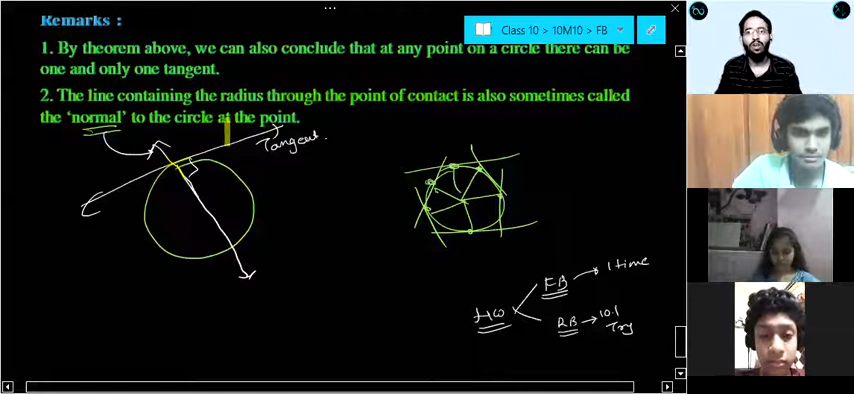 Remarks :
Class 10 > 10M10 > FB
1. By theorem above, we can also conclude that at any point on a circle there can be
one and only one tangent.
2. The line containing the radius through the point of contact is also sometimes called
the ‘normal’ to the circle at the point.
Tangent.
HW
FB → 1 time
RB → 10.1
Try